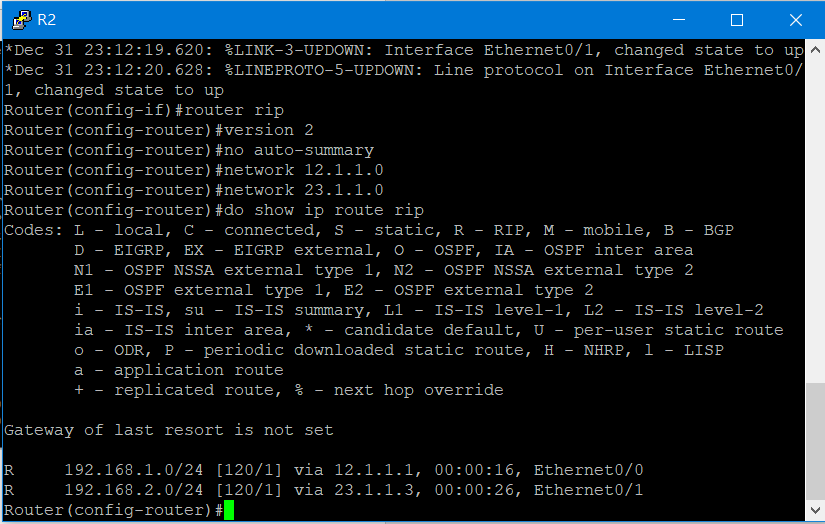 R2
*Dec 31 23:12:19.620: %LINK-3-UPDOWN: Interface Ethernet0/1, changed state to up
*Dec 31 23:12:20.628: %LINEPROTO-5-UPDOWN: Line protocol on Interface Ethernet0/
1, changed state to up
Router(config-if)#router rip
Router(config-router)#version 2
Router(config-router)#no auto-summary
Router(config-router)#network 12.1.1.0
Router(config-router)#network 23.1.1.0
Router(config-router)#do show ip route rip
Codes: L - local, C - connected, S - static, R - RIP, M - mobile, B - BGP
       D - EIGRP, EX - EIGRP external, O - OSPF, IA - OSPF inter area
       N1 - OSPF NSSA external type 1, N2 - OSPF NSSA external type 2
       E1 - OSPF external type 1, E2 - OSPF external type 2
       i - IS-IS, su - IS-IS summary, L1 - IS-IS level-1, L2 - IS-IS level-2
       ia - IS-IS inter area, * - candidate default, U - per-user static route
       o - ODR, P - periodic downloaded static route, H - NHRP, l - LISP
       a - application route
       + - replicated route, % - next hop override
Gateway of last resort is not set
R     192.168.1.0/24 [120/1] via 12.1.1.1, 00:00:16, Ethernet0/0
R     192.168.2.0/24 [120/1] via 23.1.1.3, 00:00:26, Ethernet0/1
Router(config-router)#